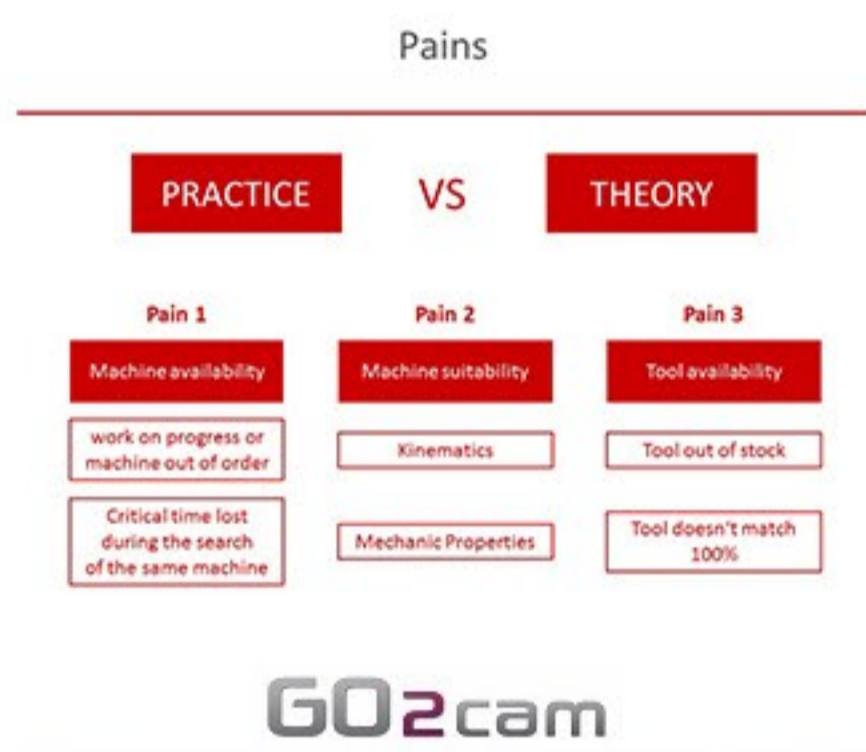 Pains
PRACTICE VS THEORY
Pain 1 Pain 2 Pain 3
Machine availability Machine suitability Tool availability
work on progress or
machine out of order
Kinematics
Tool out of stock
Critical time lost
during the search
of the same machine
Mechanic Properties
Tool doesn't match
100%
GO2cam